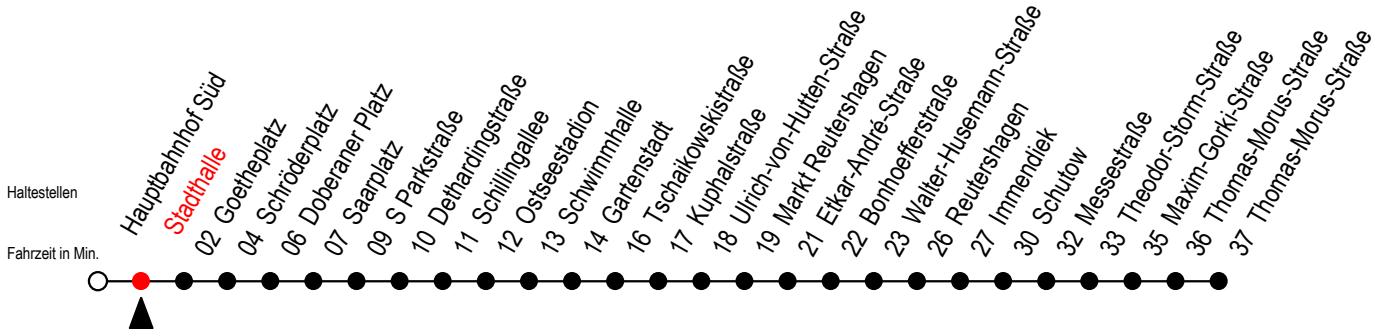 Haltestellen
Fahrzeit in Min.
Hauptbahnhof Süd
Stadthalle
02 Goetheplatz
04 Schröderplatz
06 Doberaner Platz
07 Saarplatz
09 S Parkstraße
10 Dethardingstraße
11 Schillingallee
12 Ostseestadion
13 Schwimmhalle
14 Gartenstadt
16 Tschaikowskistraße
17 Kuphalstraße
18 Ulrich-von-Hutten-Straße
19 Markt Reutershagen
21 Etkar-André-Straße
22 Bonhoefferstraße
23 Walter-Husemann-Straße
26 Reutershagen
27 Immendiek
30 Schutow
32 Messestraße
33 Theodor-Storm-Straße
35 Maxim-Gorki-Straße
36 Thomas-Morus-Straße
37 Thomas-Morus-Straße